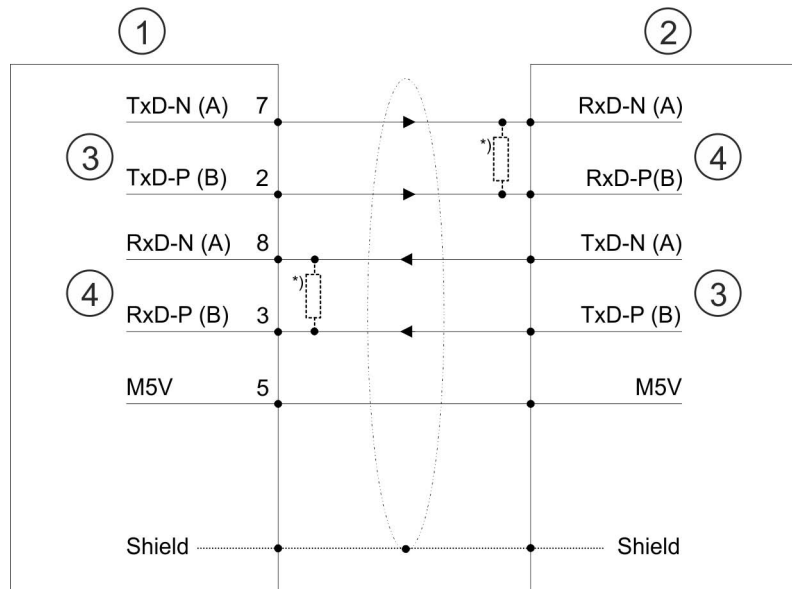 1 2
TxD-N (A) 7 RxD-N (A)
*)
3 4
TxD-P (B) 2 RxD-P(B)
RxD-N (A) 8 TxD-N (A)
*)
4 3
RxD-P (B) 3 TxD-P (B)
M5V 5 M5V
Shield Shield